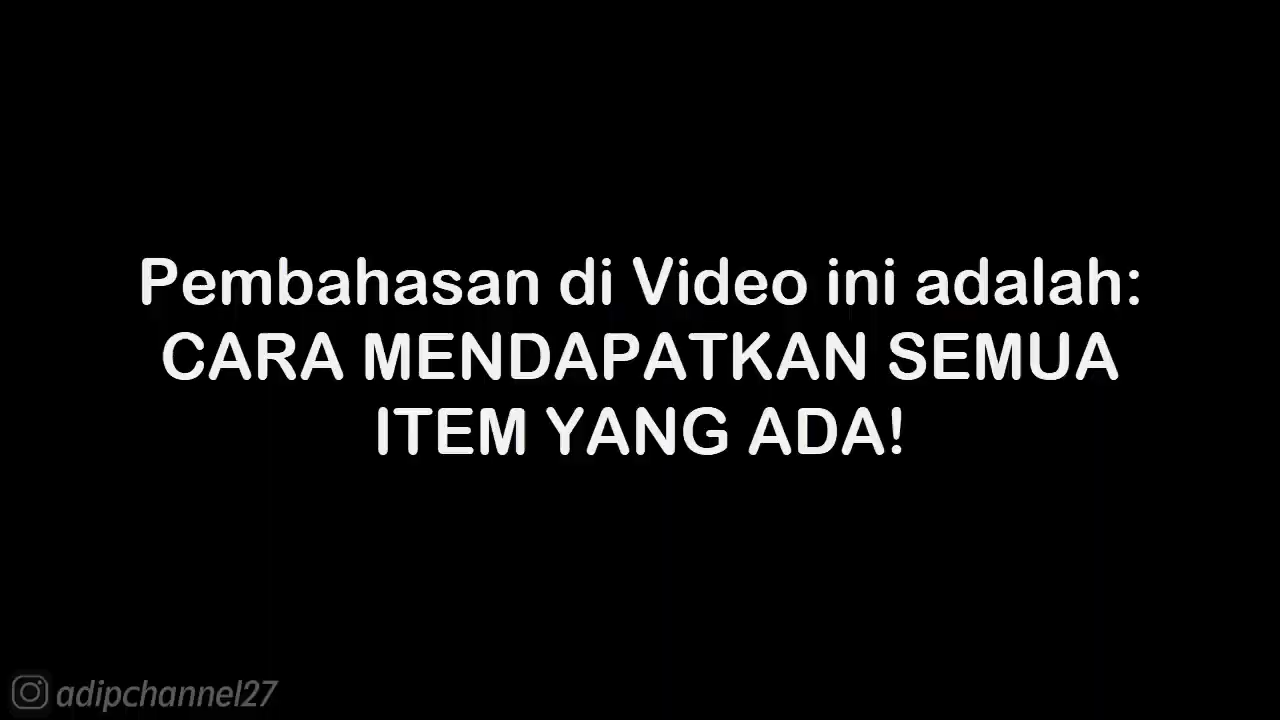 Pembahasan di Video ini adalah:
CARA MENDAPATKAN SEMUA
ITEM YANG ADA!
adipchannel27